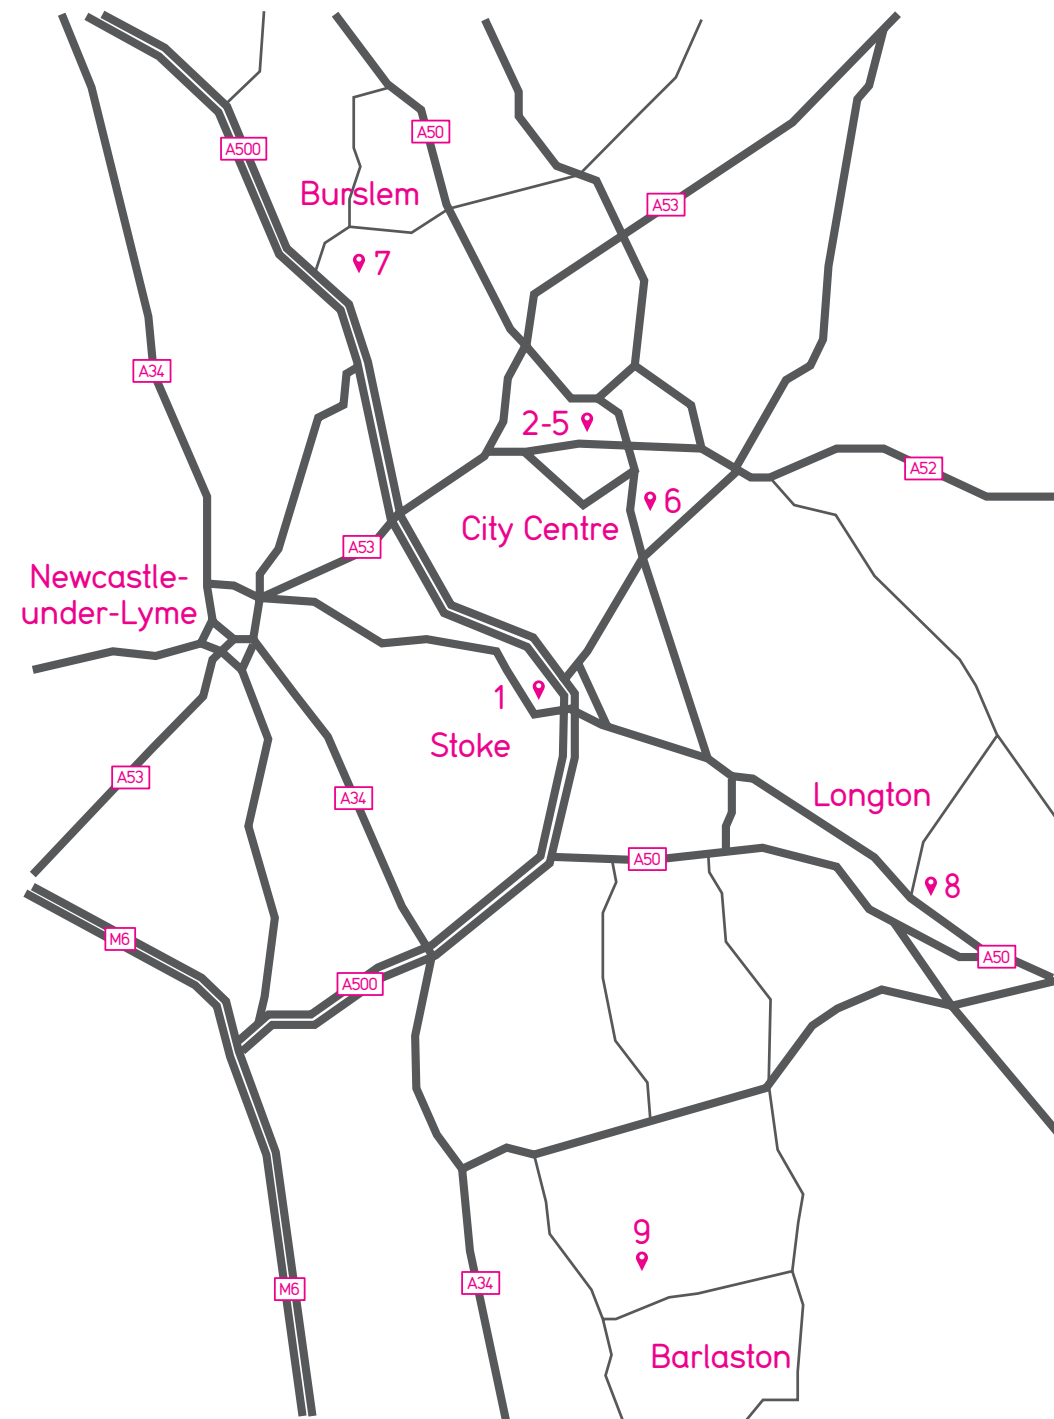 A50
A500
Burslem
A53
7
A34
2-5
A52
6
City Centre
A53
Newcastle-
under-Lyme
1
Stoke
A53
A34
Longton
A50
8
M6
A50
A500
9
A34
M6
Barlaston